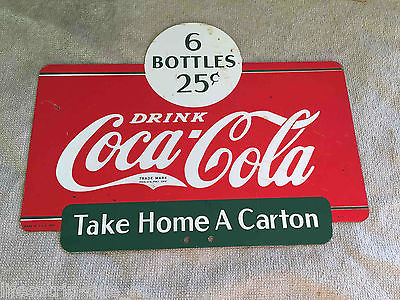 6
BOTTLES
25¢
DRINK
Coca-Cola
TRADE MARK
Take Home A Carton